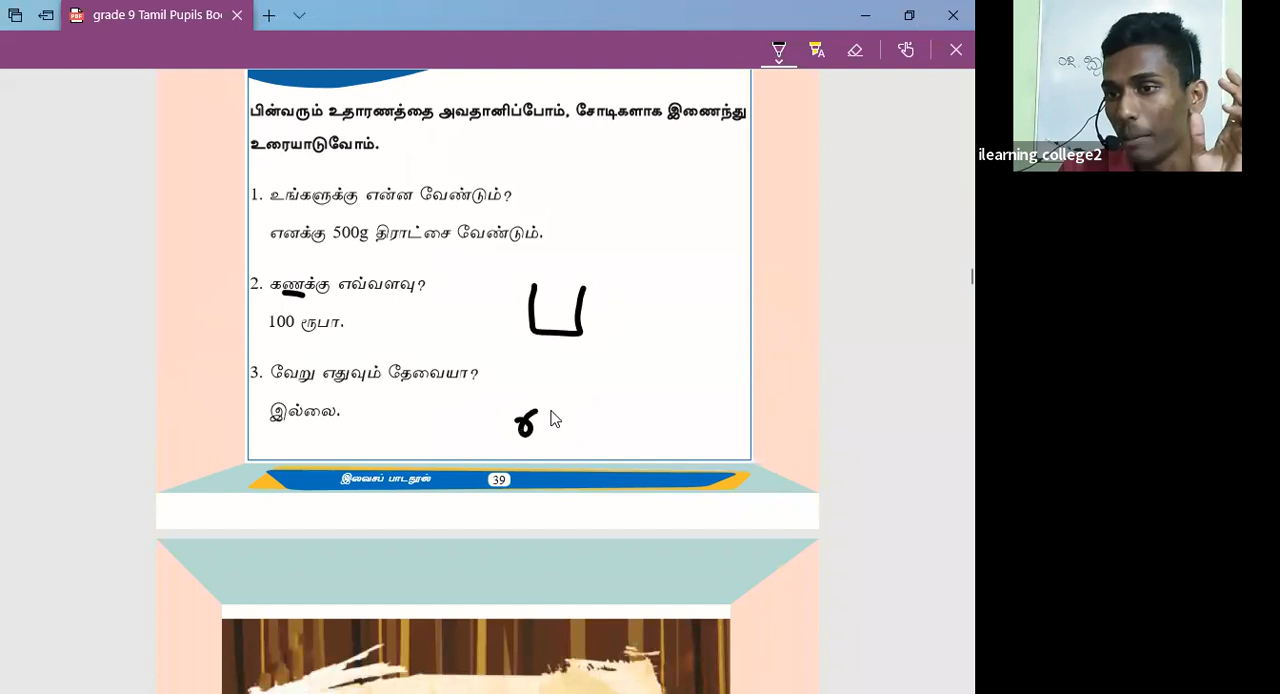 grade 9 Tamil Pupils Boo
பின்வரும் உதாரணத்தை அவதானிப்போம், சோடிகளாக இணைந்து
உரையாடுவோம்.
1. உங்களுக்கு என்ன வேண்டும்?
எனக்கு 500g திராட்சை வேண்டும்.
2. கணக்கு எவ்வளவு?
ப
100 ரூபா.
3. வேறு எதுவும் தேவையா?
இல்லை.
இலவசப் பாடநூல் 39
ilearning college2